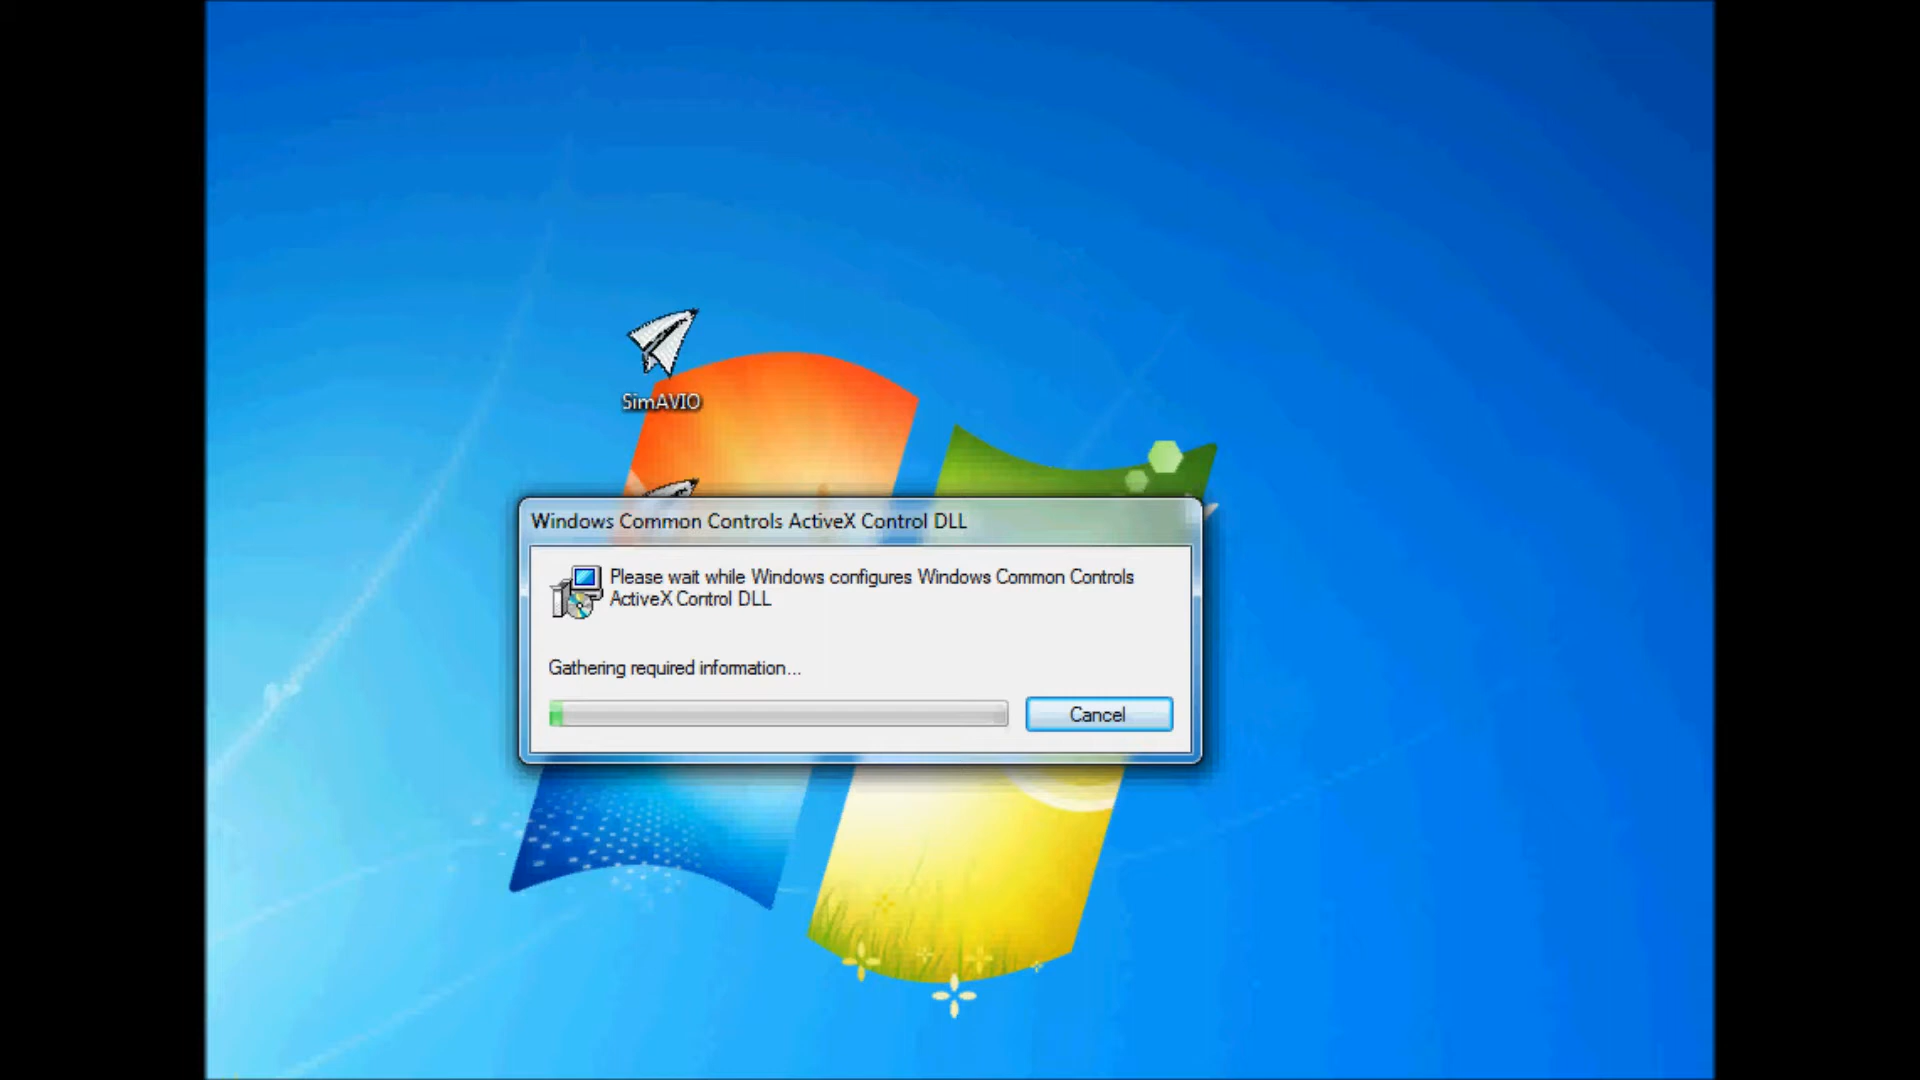 SimAVIO
Windows Common Controls ActiveX Control DLL
Please wait while Windows configures Windows Common Controls
ActiveX Control DLL
Gathering required information...
Cancel